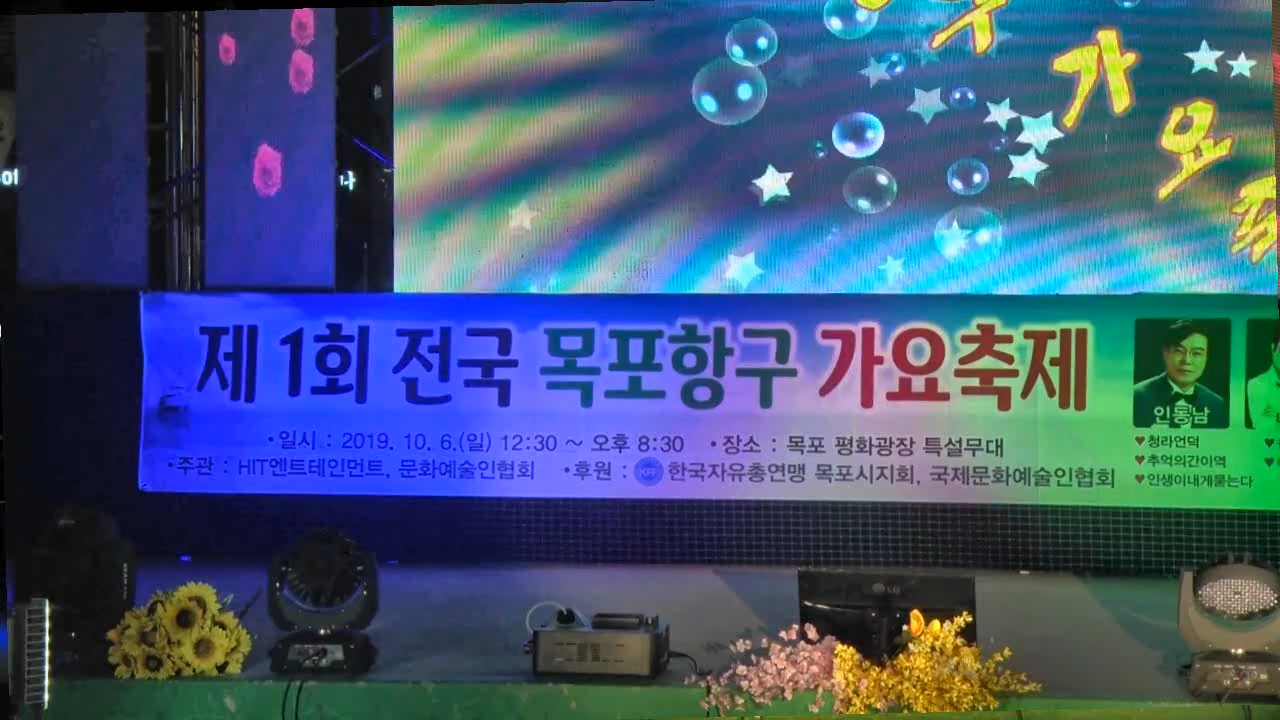 가
요
제 1회 전국 목포항구 가요축제
•일시 : 2019. 10. 6.(일) 12:30 ~ 오후 8:30 •장소 : 목포 평화광장 특설무대
•주관 : HIT엔트테인먼트, 문화예술인협회 •후원 : 한국자유총연맹 목포시지회, 국제문화예술인협회
인동남
♥청라언덕
♥추억의간이역
♥인생이내게묻는다
LG